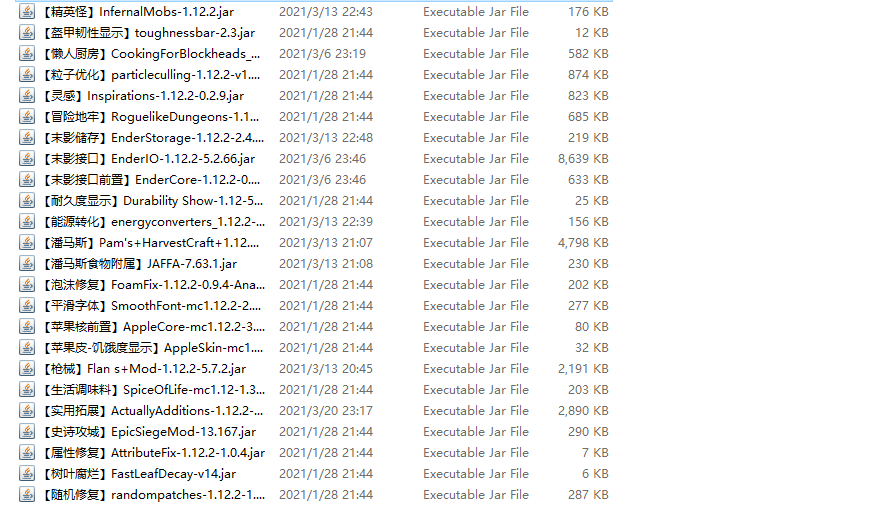 【精英怪】InfernalMobs-1.12.2.jar 2021/3/13 22:43 Executable Jar File 176 KB
【盔甲韧性显示】toughnessbar-2.3.jar 2021/1/28 21:44 Executable Jar File 12 KB
【懒人厨房】CookingForBlockheads_... 2021/3/6 23:19 Executable Jar File 582 KB
【粒子优化】particleculling-1.12.2-v1.... 2021/1/28 21:44 Executable Jar File 874 KB
【灵感】Inspirations-1.12.2-0.2.9.jar 2021/1/28 21:44 Executable Jar File 823 KB
【冒险地牢】RoguelikeDungeons-1.1... 2021/1/28 21:44 Executable Jar File 685 KB
【末影储存】EnderStorage-1.12.2-2.4.... 2021/3/13 22:48 Executable Jar File 219 KB
【末影接口】EnderIO-1.12.2-5.2.66.jar 2021/3/6 23:46 Executable Jar File 8,639 KB
【末影接口前置】EnderCore-1.12.2-0.... 2021/3/6 23:46 Executable Jar File 633 KB
【耐久度显示】Durability Show-1.12-5... 2021/1/28 21:44 Executable Jar File 25 KB
【能源转化】energyconverters_1.12.2-... 2021/3/13 22:39 Executable Jar File 156 KB
【潘马斯】Pam's+HarvestCraft+1.12.... 2021/3/13 21:07 Executable Jar File 4,798 KB
【潘马斯食物附属】JAFFA-7.63.1.jar 2021/3/13 21:08 Executable Jar File 230 KB
【泡沫修复】FoamFix-1.12.2-0.9.4-Ana... 2021/1/28 21:44 Executable Jar File 202 KB
【平滑字体】SmoothFont-mc1.12.2-2.... 2021/1/28 21:44 Executable Jar File 277 KB
【苹果核前置】AppleCore-mc1.12.2-3.... 2021/1/28 21:44 Executable Jar File 80 KB
【苹果皮-饥饿度显示】AppleSkin-mc1.... 2021/1/28 21:44 Executable Jar File 32 KB
【枪械】Flan s+Mod-1.12.2-5.7.2.jar 2021/3/13 20:45 Executable Jar File 2,191 KB
【生活调味料】SpiceOfLife-mc1.12-1.3.... 2021/1/28 21:44 Executable Jar File 203 KB
【实用拓展】ActuallyAdditions-1.12.2-... 2021/3/20 23:17 Executable Jar File 2,890 KB
【史诗攻城】EpicSiegeMod-13.167.jar 2021/1/28 21:44 Executable Jar File 290 KB
【属性修复】AttributeFix-1.12.2-1.0.4.jar 2021/1/28 21:44 Executable Jar File 7 KB
【树叶腐烂】FastLeafDecay-v14.jar 2021/1/28 21:44 Executable Jar File 6 KB
【随机修复】randompatches-1.12.2-1.... 2021/1/28 21:44 Executable Jar File 287 KB